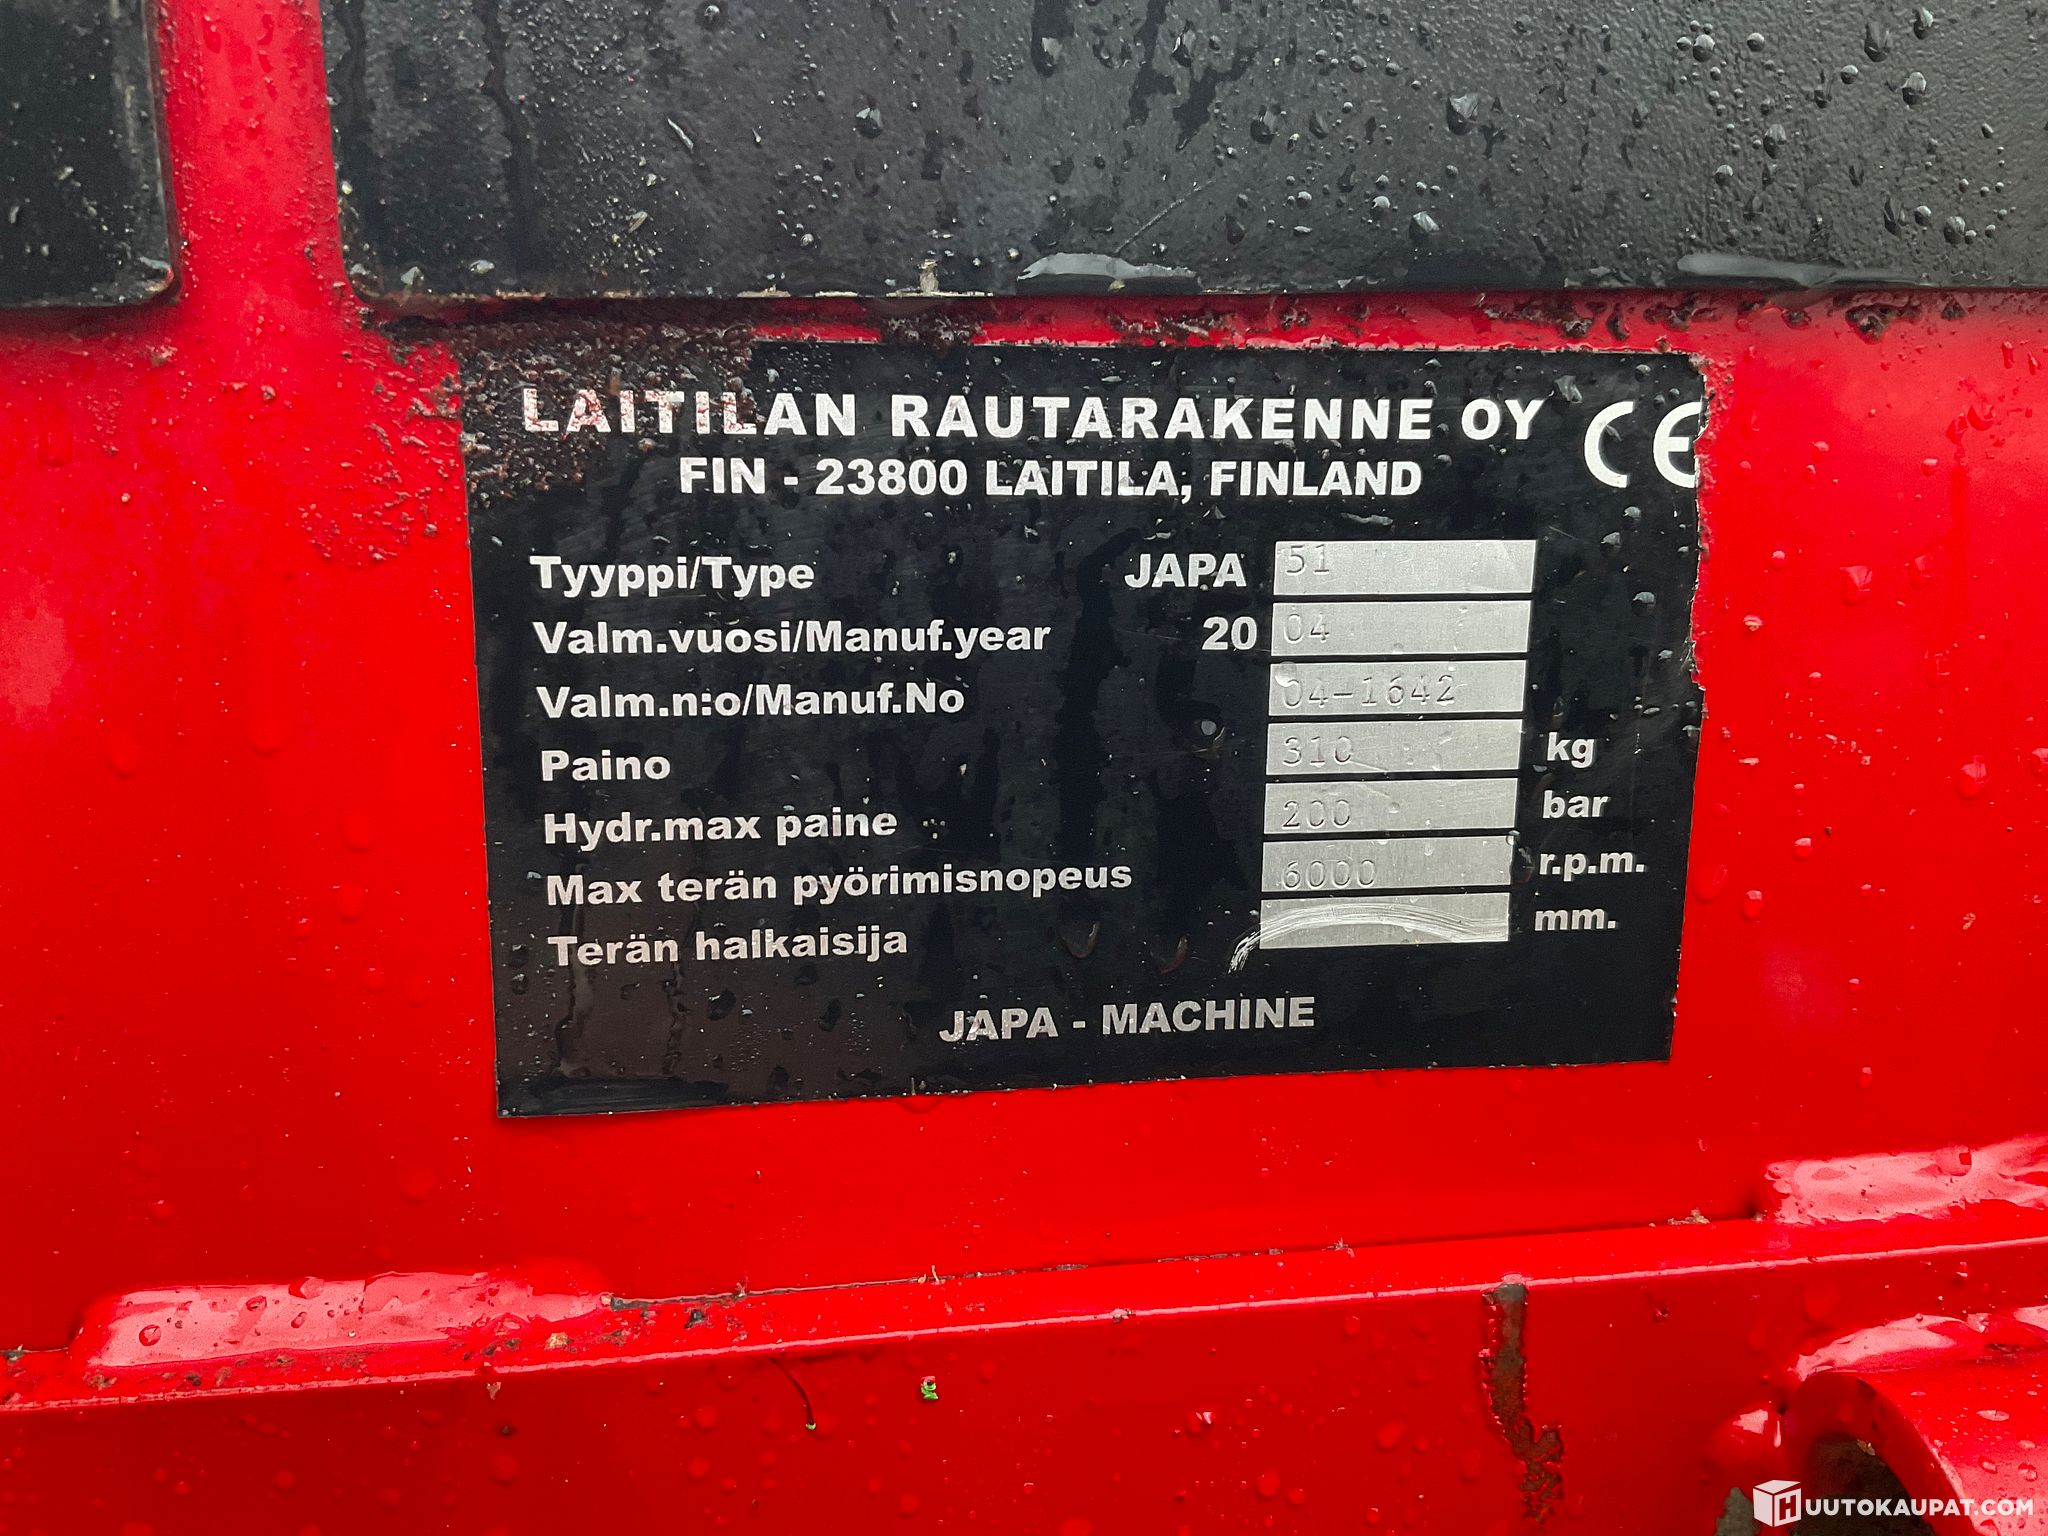 LAITILAN RAUTARAKENNE OY CE
FIN - 23800 LAITILA, FINLAND
Tyyppi/Type JAPA 51
Valm.vuosi/Manuf.year 20 04
Valm.n:o/Manuf.No 04-1642
Paino 310 kg
Hydr.max paine 200 bar
Max terän pyörimisnopeus 6000 r.p.m.
Terän halkaisija mm.
JAPA - MACHINE
HUUTOKAUPAT.COM